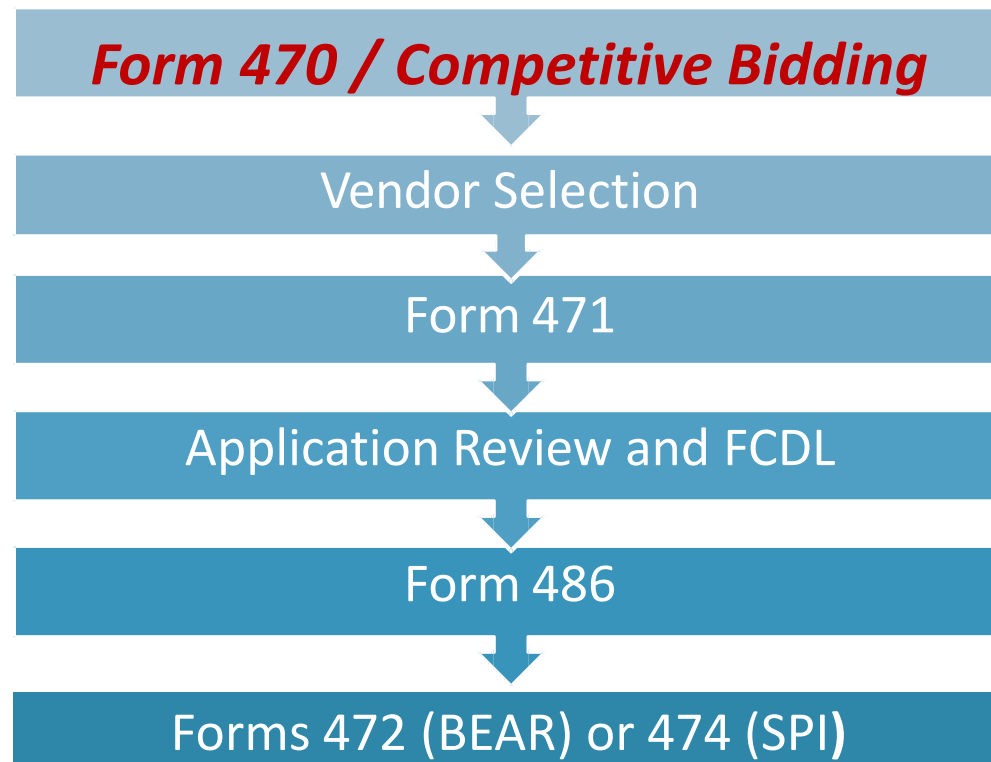 Form 470 / Competitive Bidding
Vendor Selection
Form 471
Application Review and FCDL
Form 486
Forms 472 (BEAR) or 474 (SPI)